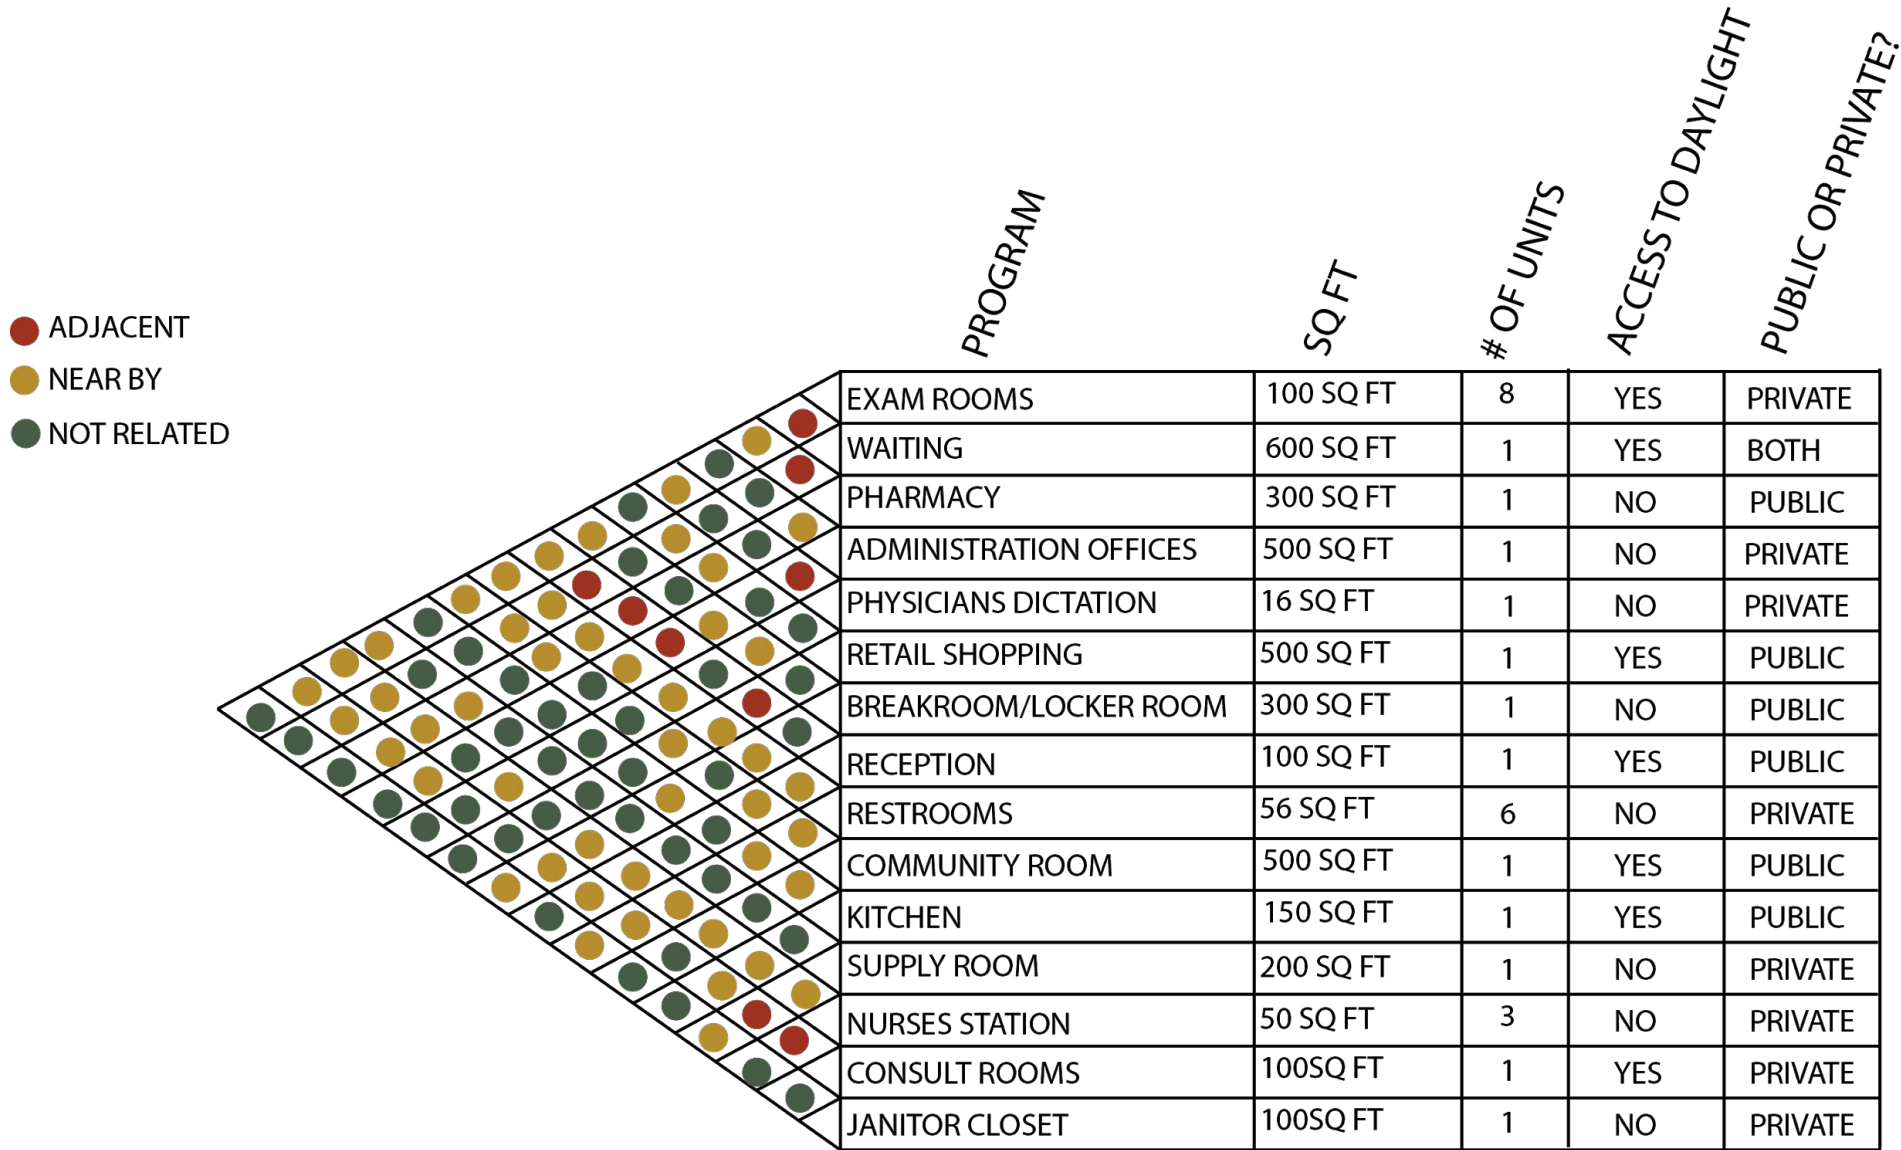 PROGRAM
SQ FT
# OF UNITS
ACCESS TO DAYLIGHT
PUBLIC OR PRIVATE?
ADJACENT
NEAR BY
NOT RELATED
EXAM ROOMS 100 SQ FT 8 YES PRIVATE
WAITING 600 SQ FT 1 YES BOTH
PHARMACY 300 SQ FT 1 NO PUBLIC
ADMINISTRATION OFFICES 500 SQ FT 1 NO PRIVATE
PHYSICIANS DICTATION 16 SQ FT 1 NO PRIVATE
RETAIL SHOPPING 500 SQ FT 1 YES PUBLIC
BREAKROOM/LOCKER ROOM 300 SQ FT 1 NO PUBLIC
RECEPTION 100 SQ FT 1 YES PUBLIC
RESTROOMS 56 SQ FT 6 NO PRIVATE
COMMUNITY ROOM 500 SQ FT 1 YES PUBLIC
KITCHEN 150 SQ FT 1 YES PUBLIC
SUPPLY ROOM 200 SQ FT 1 NO PRIVATE
NURSES STATION 50 SQ FT 3 NO PRIVATE
CONSULT ROOMS 100SQ FT 1 YES PRIVATE
JANITOR CLOSET 100SQ FT 1 NO PRIVATE